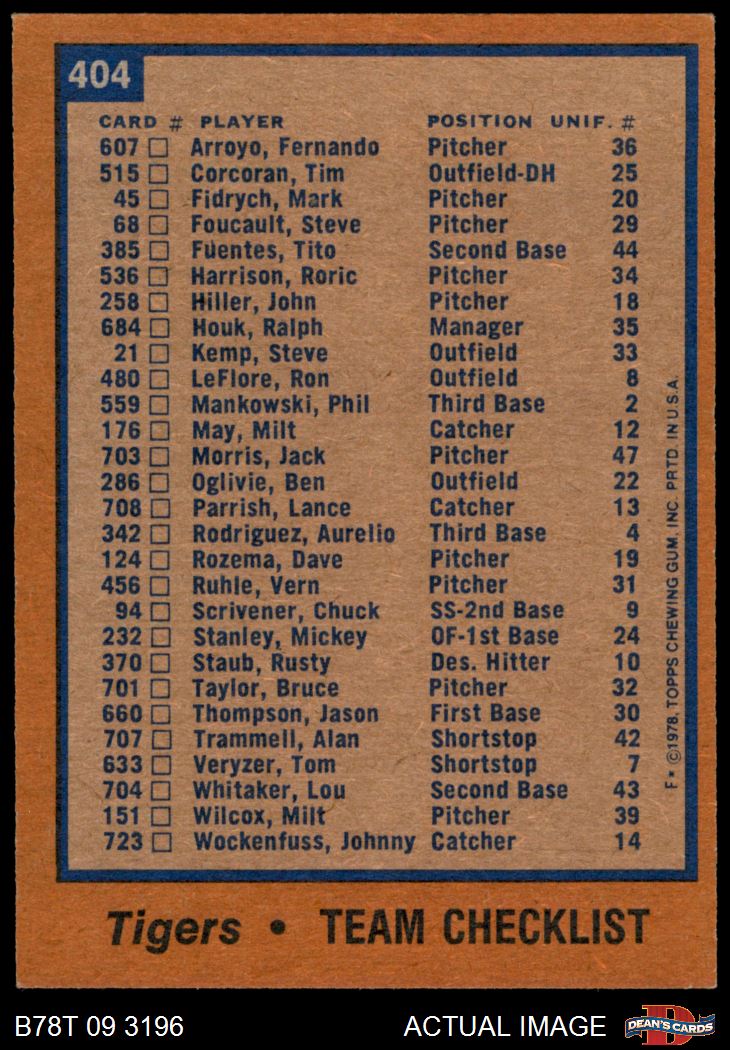 404
CARD # PLAYER POSITION UNIF. #
607 Arroyo, Fernando Pitcher 36
515 Corcoran, Tim Outfield-DH 25
45 Fidrych, Mark Pitcher 20
68 Foucault, Steve Pitcher 29
385 Fuentes, Tito Second Base 44
536 Harrison, Roric Pitcher 34
258 Hiller, John Pitcher 18
684 Houk, Ralph Manager 35
21 Kemp, Steve Outfield 33
480 LeFlore, Ron Outfield 8
559 Mankowski, Phil Third Base 2
176 May, Milt Catcher 12
703 Morris, Jack Pitcher 47
286 Oglivie, Ben Outfield 22
708 Parrish, Lance Catcher 13
342 Rodriguez, Aurelio Third Base 4
124 Rozema, Dave Pitcher 19
456 Ruhle, Vern Pitcher 31
94 Scrivener, Chuck SS-2nd Base 9
232 Stanley, Mickey OF-1st Base 24
370 Staub, Rusty Des. Hitter 10
701 Taylor, Bruce Pitcher 32
660 Thompson, Jason First Base 30
707 Trammell, Alan Shortstop 42
633 Veryzer, Tom Shortstop 7
704 Whitaker, Lou Second Base 43
151 Wilcox, Milt Pitcher 39
723 Wockenfuss, Johnny Catcher 14
F* ©1978, TOPPS CHEWING GUM, INC. PRTD. IN U.S.A.
Tigers • TEAM CHECKLIST
B78T 09 3196 ACTUAL IMAGE
D DEAN'S CARDS